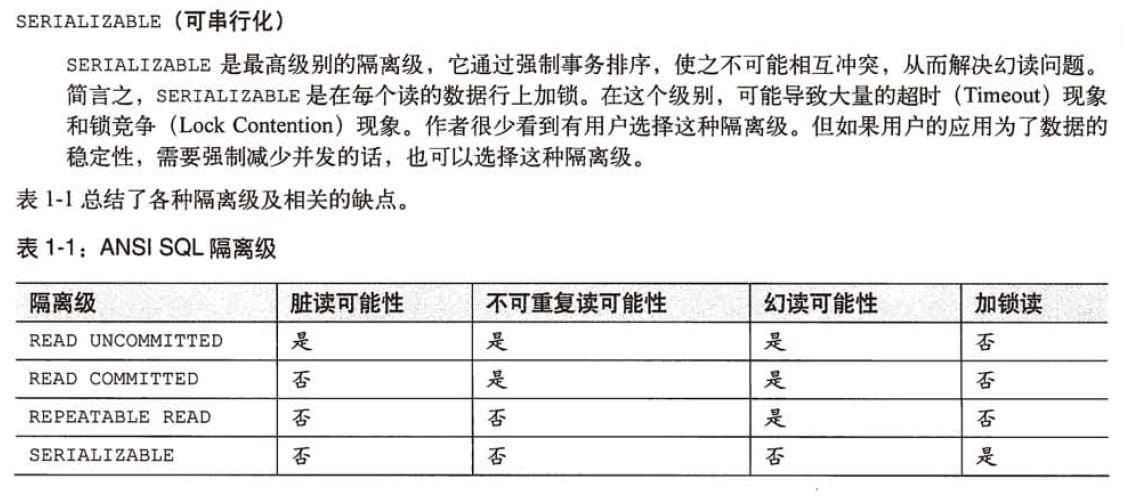 SERIALIZABLE（可串行化）
SERIALIZABLE 是最高级别的隔离级，它通过强制事务排序，使之不可能相互冲突，从而解决幻读问题。
简言之，SERIALIZABLE 是在每个读的数据行上加锁。在这个级别，可能导致大量的超时（Timeout）现象
和锁竞争（Lock Contention）现象。作者很少看到有用户选择这种隔离级。但如果用户的应用为了数据的
稳定性，需要强制减少并发的话，也可以选择这种隔离级。
表 1-1 总结了各种隔离级及相关的缺点。
表 1-1：ANSI SQL 隔离级
隔离级 脏读可能性 不可重复读可能性 幻读可能性 加锁读
READ UNCOMMITTED 是 是 是 否
READ COMMITTED 否 是 是 否
REPEATABLE READ 否 否 是 否
SERIALIZABLE 否 否 否 是